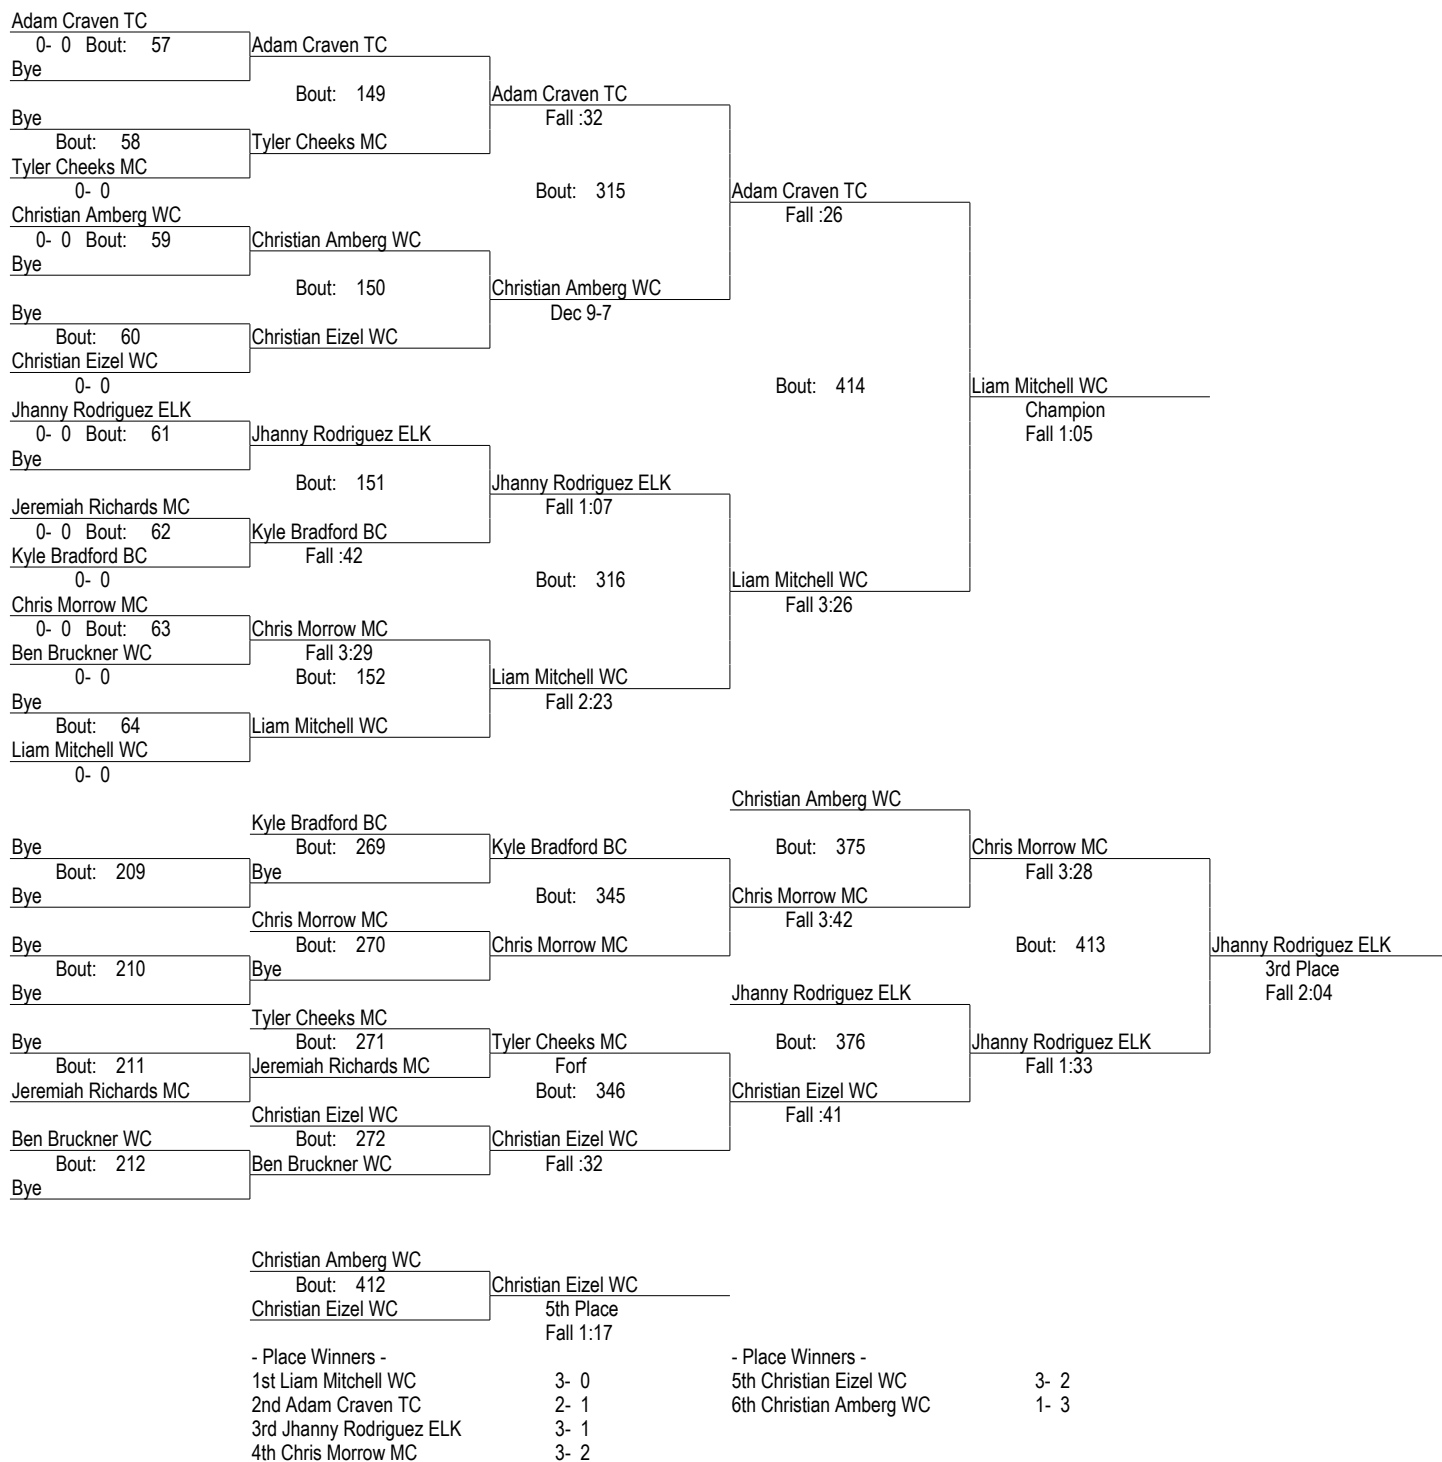 Adam Craven TC
0- 0 Bout: 57 Adam Craven TC
Bye
Bout: 149 Adam Craven TC
Bye Fall :32
Bout: 58 Tyler Cheeks MC
Tyler Cheeks MC
0- 0 Bout: 315 Adam Craven TC
Christian Amberg WC Fall :26
0- 0 Bout: 59 Christian Amberg WC
Bye
Bout: 150 Christian Amberg WC
Bye Dec 9-7
Bout: 60 Christian Eizel WC
Christian Eizel WC
0- 0 Bout: 414 Liam Mitchell WC
Jhanny Rodriguez ELK Champion
0- 0 Bout: 61 Jhanny Rodriguez ELK Fall 1:05
Bye
Bout: 151 Jhanny Rodriguez ELK
Jeremiah Richards MC Fall 1:07
0- 0 Bout: 62 Kyle Bradford BC
Kyle Bradford BC Fall :42
0- 0 Bout: 316 Liam Mitchell WC
Chris Morrow MC Fall 3:26
0- 0 Bout: 63 Chris Morrow MC
Ben Bruckner WC Fall 3:29
0- 0 Bout: 152 Liam Mitchell WC
Bye Fall 2:23
Bout: 64 Liam Mitchell WC
Liam Mitchell WC
0- 0
Christian Amberg WC
Kyle Bradford BC
Bye Bout: 269 Kyle Bradford BC Bout: 375 Chris Morrow MC
Bout: 209 Bye Fall 3:28
Bye Bout: 345 Chris Morrow MC
Chris Morrow MC Fall 3:42
Bye Bout: 270 Chris Morrow MC Bout: 413 Jhanny Rodriguez ELK
Bout: 210 Bye 3rd Place
Bye Jhanny Rodriguez ELK Fall 2:04
Tyler Cheeks MC
Bye Bout: 271 Tyler Cheeks MC Bout: 376 Jhanny Rodriguez ELK
Bout: 211 Jeremiah Richards MC Forf Fall 1:33
Jeremiah Richards MC Bout: 346 Christian Eizel WC
Christian Eizel WC Fall :41
Ben Bruckner WC Bout: 272 Christian Eizel WC
Bout: 212 Ben Bruckner WC Fall :32
Bye
Christian Amberg WC
Bout: 412 Christian Eizel WC
Christian Eizel WC 5th Place
Fall 1:17
- Place Winners - - Place Winners -
1st Liam Mitchell WC 3- 0 5th Christian Eizel WC 3- 2
2nd Adam Craven TC 2- 1 6th Christian Amberg WC 1- 3
3rd Jhanny Rodriguez ELK 3- 1
4th Chris Morrow MC 3- 2